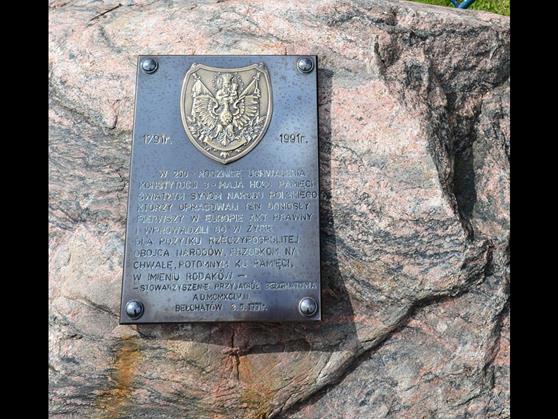 1791r. 1991r.
W 200 ROCZNICĘ UCHWALENIA
KONSTYTUCJI 3-MAJA HOŁD PAMIĘCI
ŚWIATŁYM SYNOM NARODU POLSKIEGO
KTÓRZY OPRACOWALI TEN DONIOSŁY
PIERWSZY W EUROPIE AKT PRAWNY
I WPROWADZILI GO W ŻYCIE
DLA POŻYTKU RZECZYPOSPOLITEJ
OBOJGA NARODÓW, PRZODKOM NA
CHWAŁĘ, POTOMNYM KU PAMIĘCI,
W IMIENIU RODAKÓW —
- STOWARZYSZENIE PRZYJACIÓŁ BEŁCHATOWA
BEŁCHATÓW 3.5.1991r.